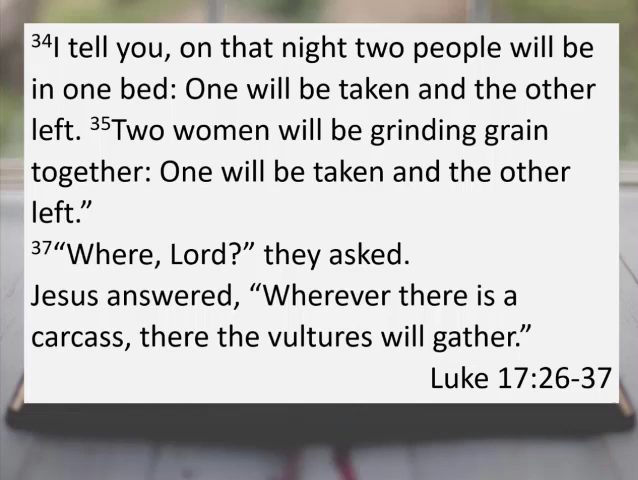 ³⁴I tell you, on that night two people will be
in one bed: One will be taken and the other
left. ³⁵Two women will be grinding grain
together: One will be taken and the other
left.”
³⁷“Where, Lord?” they asked.
Jesus answered, “Wherever there is a
carcass, there the vultures will gather.”
Luke 17:26-37